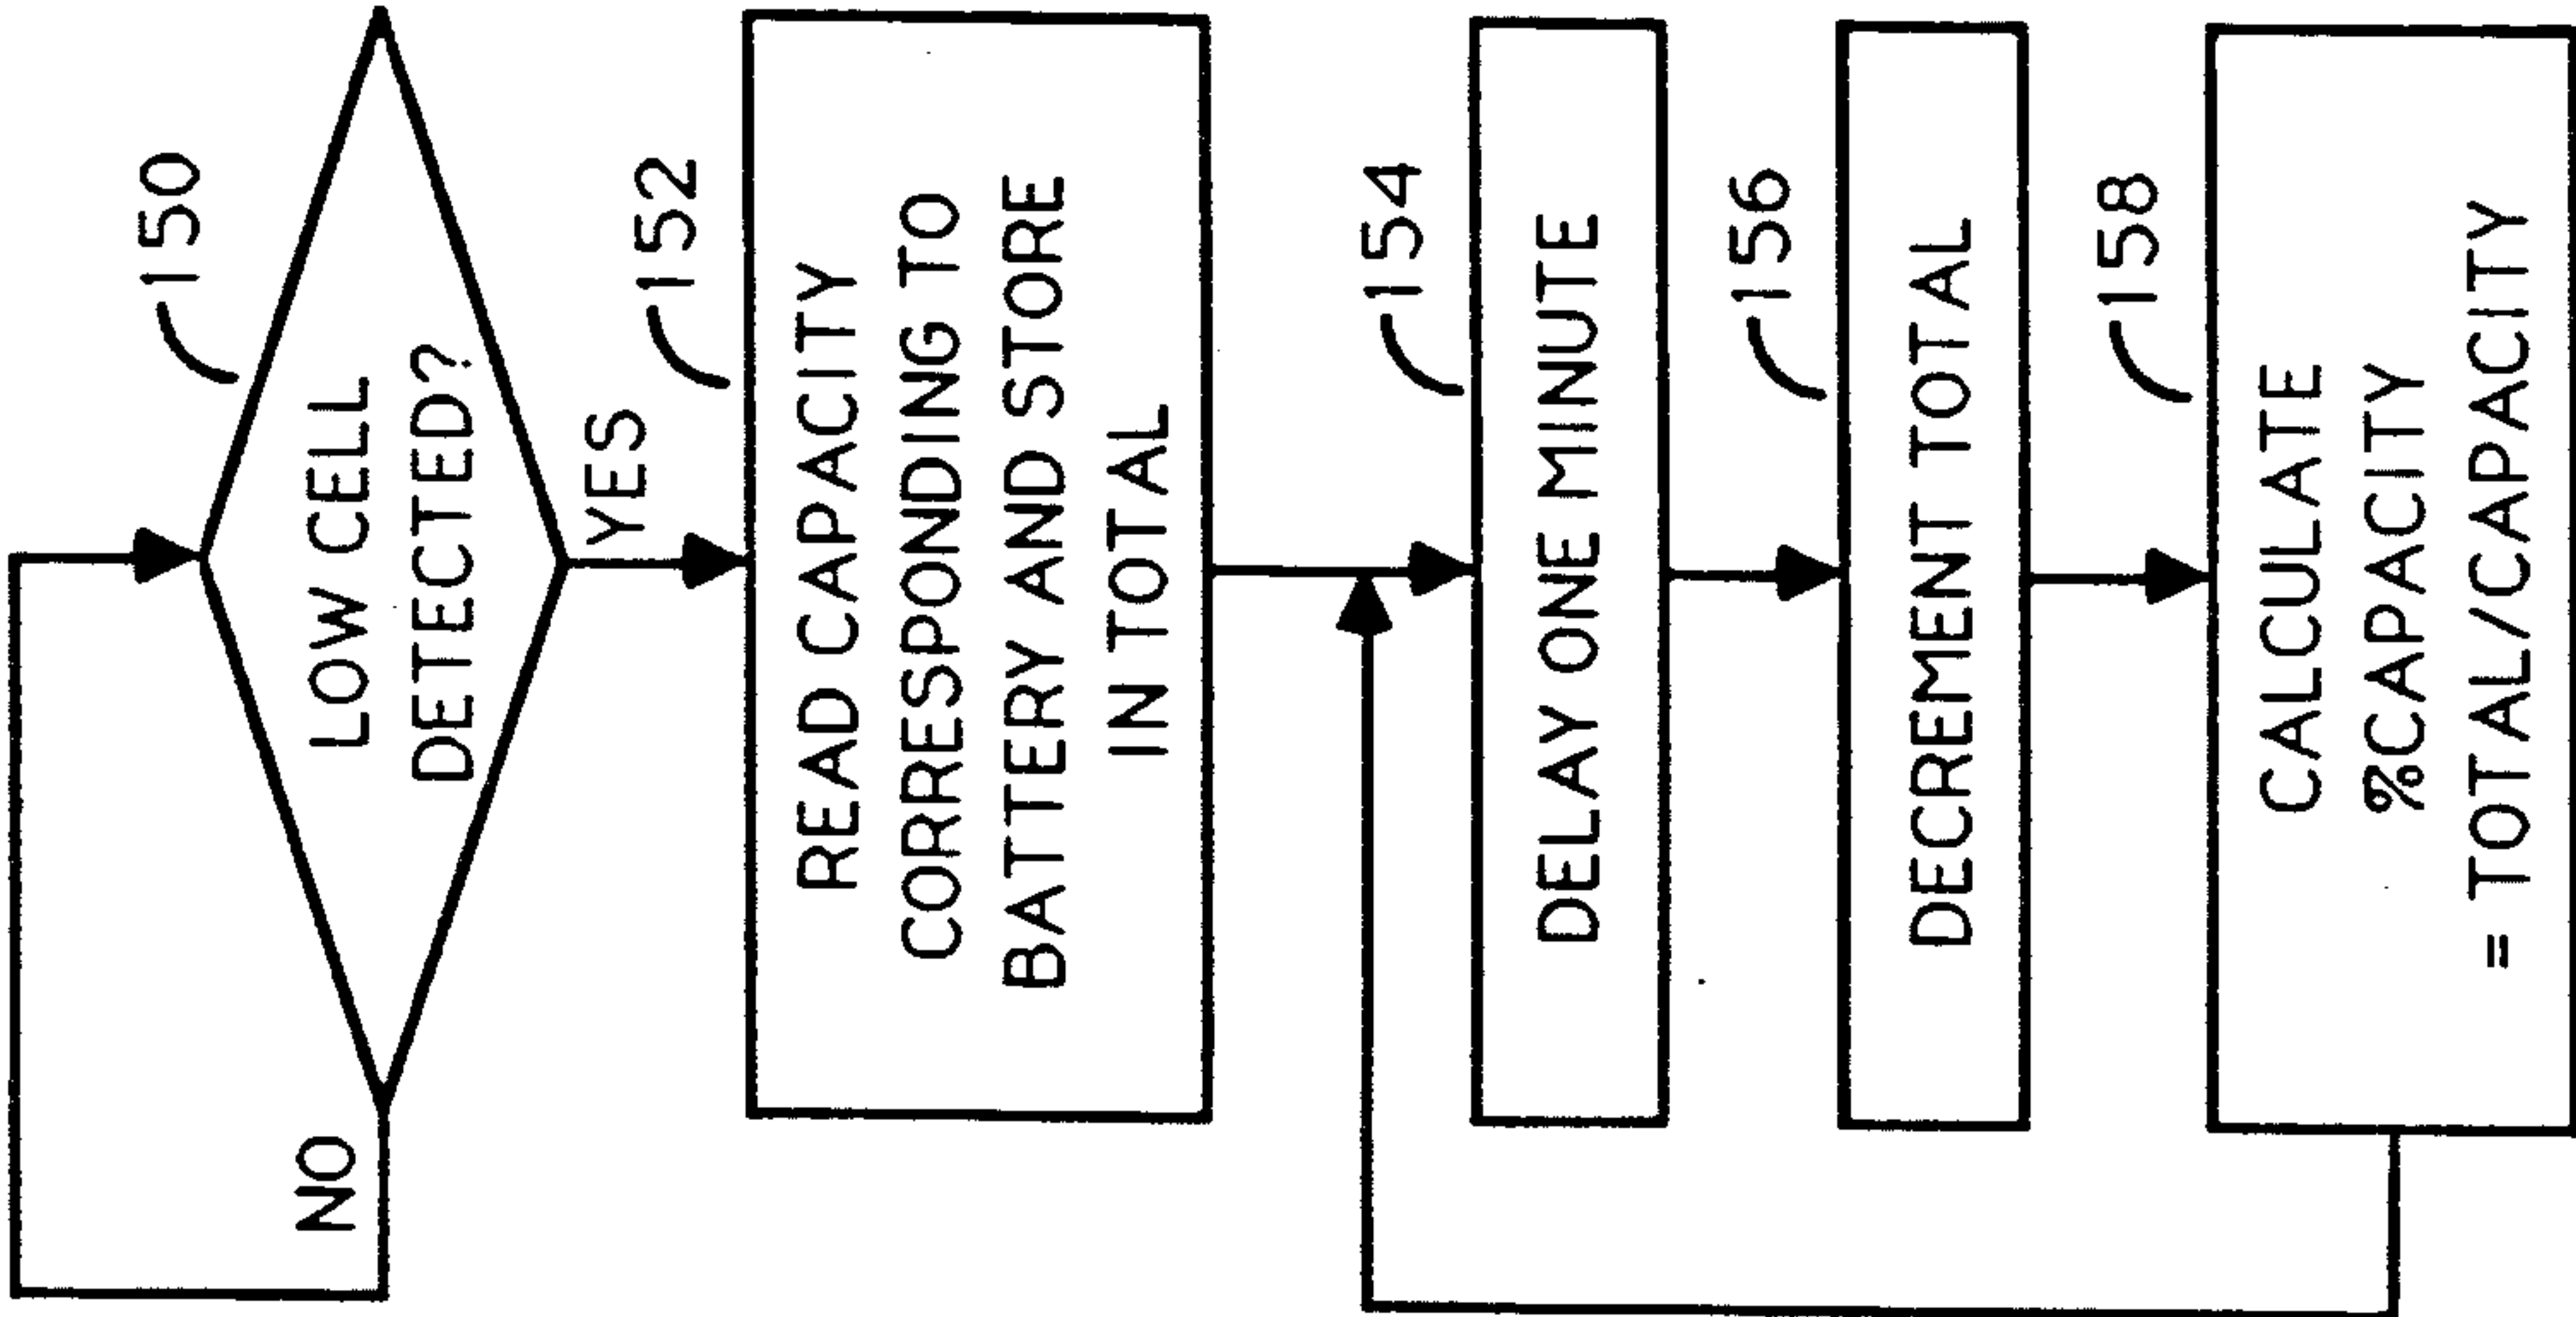 150
LOW CELL
DETECTED?
NO
YES
152
READ CAPACITY
CORRESPONDING TO
BATTERY AND STORE
IN TOTAL
154
DELAY ONE MINUTE
156
DECREMENT TOTAL
158
CALCULATE
%CAPACITY
= TOTAL/CAPACITY